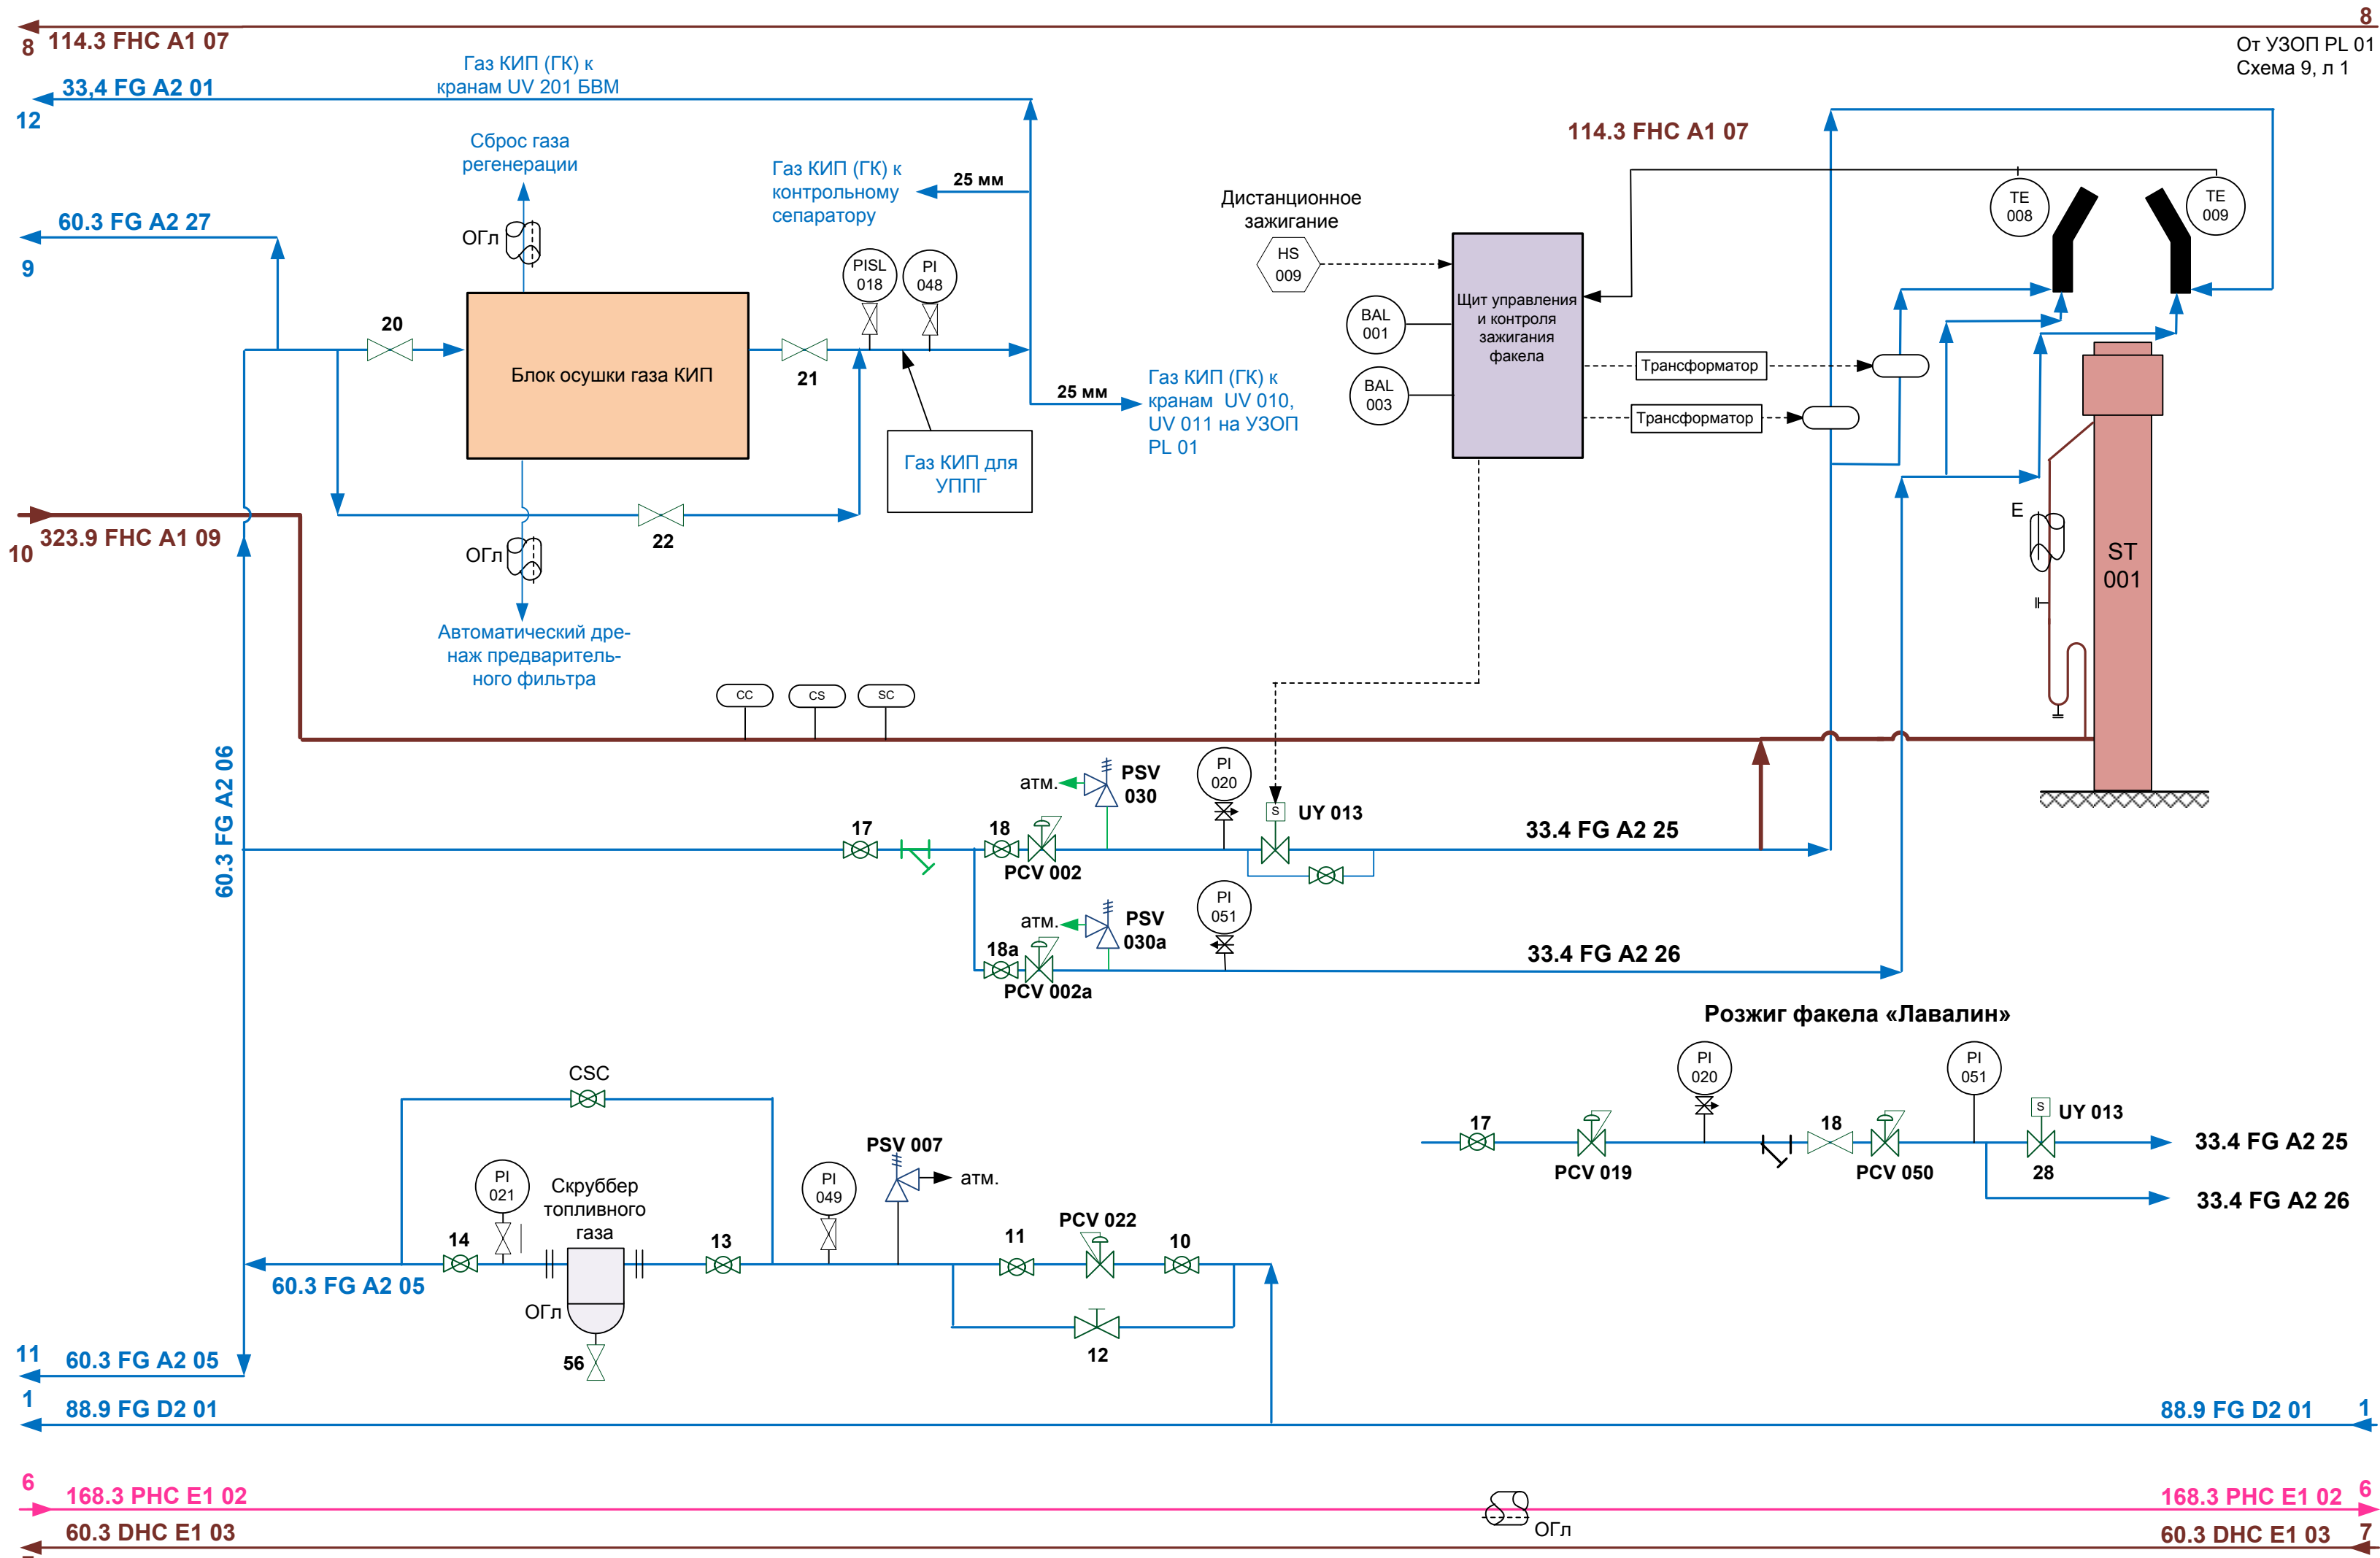 8
8
114.3 FHC A1 07
От УЗОП PL 01
Схема 9, л 1
Газ КИП (ГК) к
кранам UV 201 БВМ
33,4 FG A2 01
12
114.3 FHC A1 07
Сброс газа
регенерации
Газ КИП (ГК) к
контрольному
сепаратору
25 мм
Дистанционное
зажигание
HS
009
TE
008
TE
009
60.3 FG A2 27
9
ОГл
PISL
018
PI
048
20
21
Блок осушки газа КИП
BAL
001
BAL
003
Щит управления
и контроля
зажигания
факела
Трансформатор
Трансформатор
25 мм
Газ КИП (ГК) к
кранам UV 010,
UV 011 на УЗОП
PL 01
Газ КИП для
УППГ
22
323.9 FHC A1 09
10
ОГл
E
ST
001
Автоматический дре-
наж предваритель-
ного фильтра
CC
CS
SC
60.3 FG A2 06
атм.
PSV
030
PI
020
S
UY 013
17
18
PCV 002
33.4 FG A2 25
атм.
PSV
030а
PI
051
18а
PCV 002а
33.4 FG A2 26
Розжиг факела «Лавалин»
PI
020
PI
051
S
UY 013
17
18
PCV 019
PCV 050
28
33.4 FG A2 25
33.4 FG A2 26
CSC
PSV 007
атм.
PI
021
Скруббер
топливного
газа
PI
049
PCV 022
14
13
11
10
60.3 FG A2 05
ОГл
12
56
11
60.3 FG A2 05
1
88.9 FG D2 01
88.9 FG D2 01
1
6
168.3 PHC E1 02
168.3 PHC E1 02
6
60.3 DHC E1 03
ОГл
60.3 DHC E1 03
7